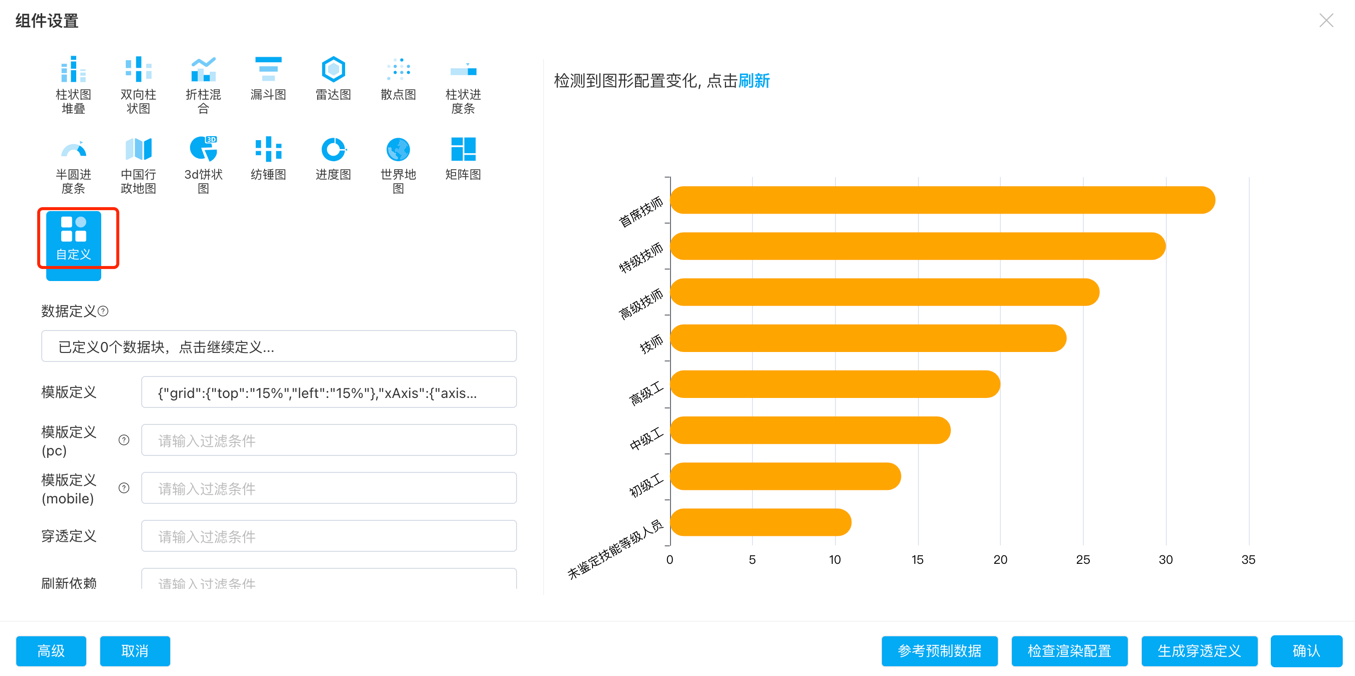 组件设置
柱状图
堆叠
双向柱
状图
折柱混
合
漏斗图
雷达图
散点图
柱状进
度条
半圆进
度条
中国行
政地图
3D
3d饼状
图
纺锤图
进度图
世界地
图
矩阵图
自定义
数据定义
已定义0个数据块，点击继续定义...
模版定义
{"grid":{"top":"15%","left":"15%"},"xAxis":{"axis...
模版定义
(pc)
请输入过滤条件
模版定义
(mobile)
请输入过滤条件
穿透定义
请输入过滤条件
刷新依赖
请输入过滤条件
检测到图形配置变化, 点击刷新
首席技师
特级技师
高级技师
技师
高级工
中级工
初级工
未鉴定技能等级人员
0 5 10 15 20 25 30 35
高级
取消
参考预制数据
检查渲染配置
生成穿透定义
确认